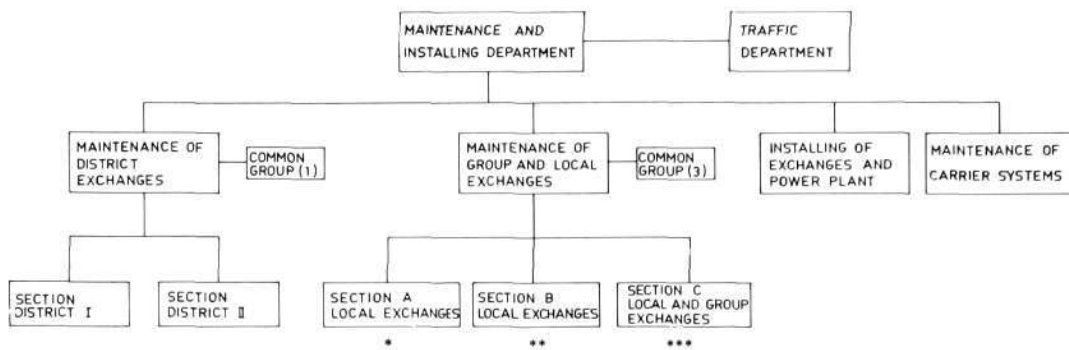 MAINTENANCE AND
INSTALLING DEPARTMENT
TRAFFIC
DEPARTMENT
MAINTENANCE OF
DISTRICT
EXCHANGES
COMMON
GROUP (1)
MAINTENANCE OF
GROUP AND LOCAL
EXCHANGES
COMMON
GROUP (3)
INSTALLING OF
EXCHANGES AND
POWER PLANT
MAINTENANCE OF
CARRIER SYSTEMS
SECTION
DISTRICT I
SECTION
DISTRICT II
SECTION A
LOCAL EXCHANGES
SECTION B
LOCAL EXCHANGES
SECTION C
LOCAL AND GROUP
EXCHANGES
*
**
***